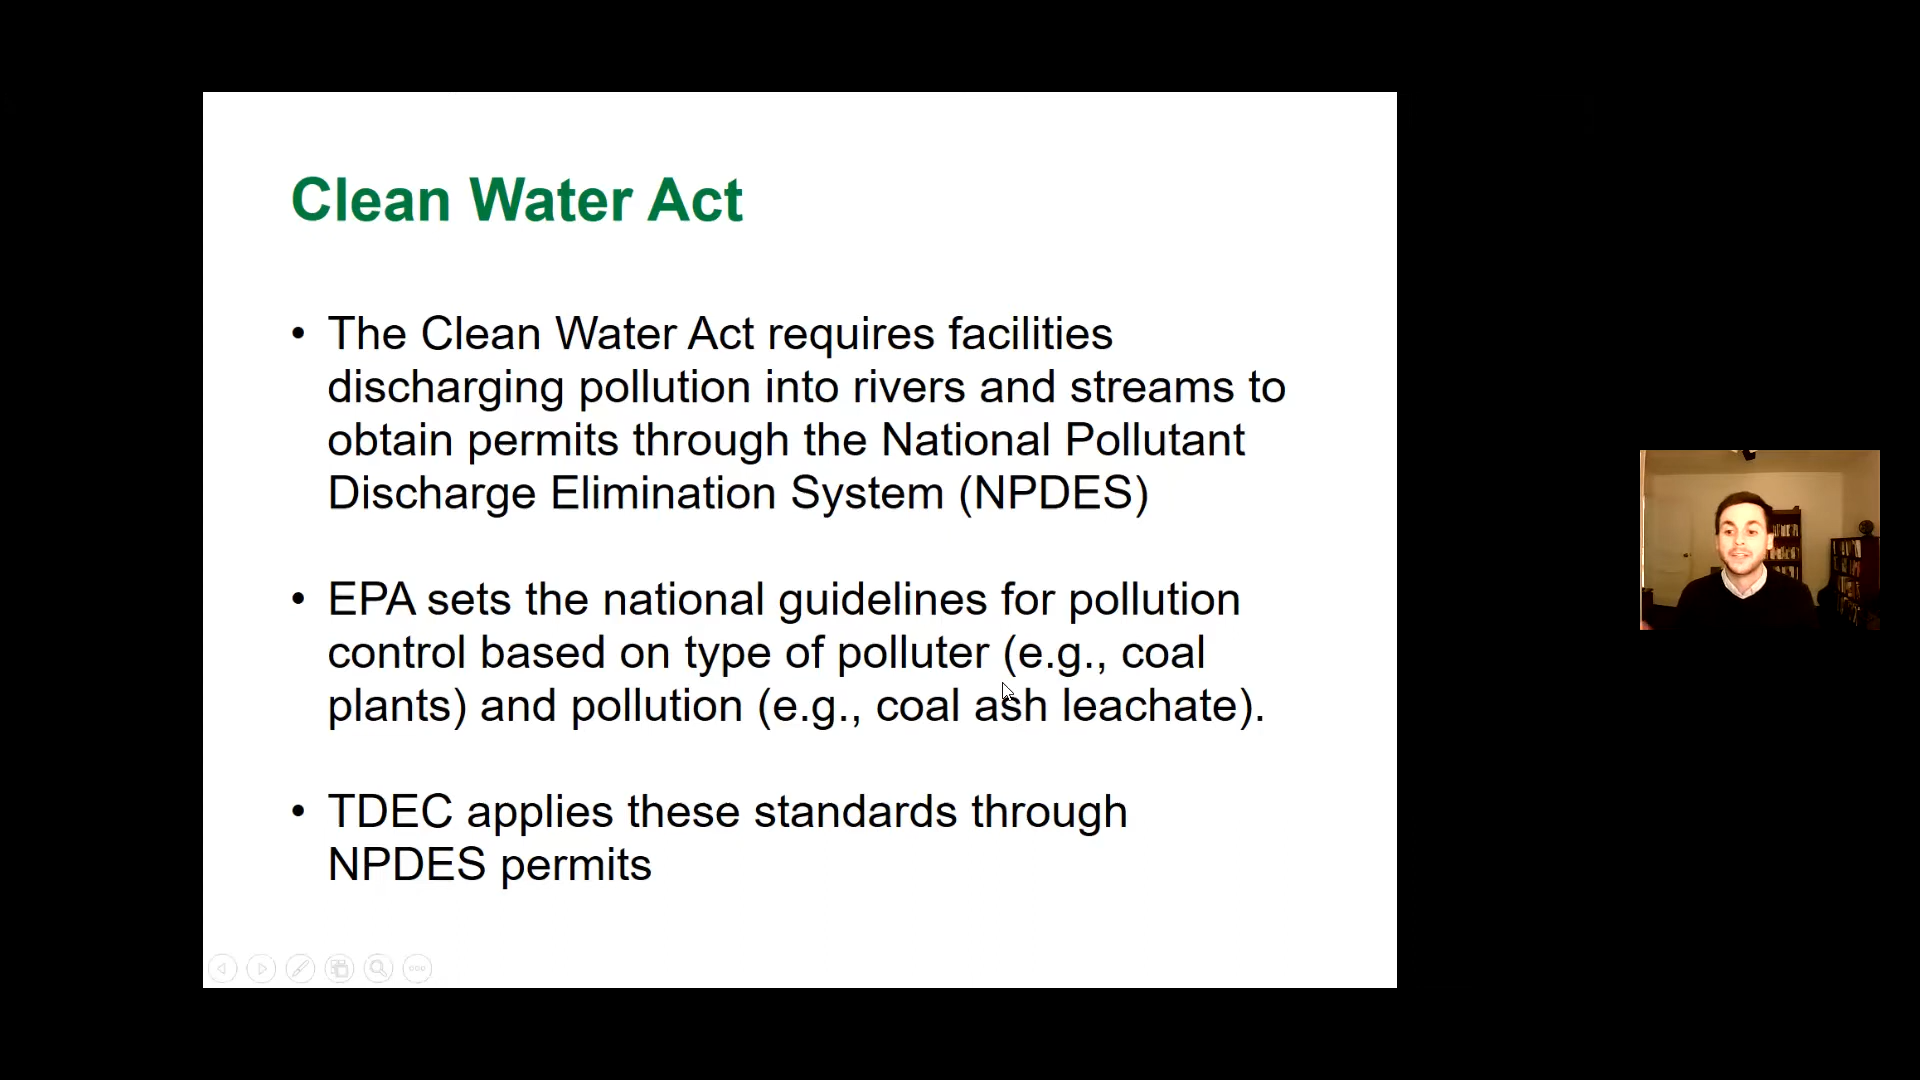 Clean Water Act
• The Clean Water Act requires facilities
discharging pollution into rivers and streams to
obtain permits through the National Pollutant
Discharge Elimination System (NPDES)
• EPA sets the national guidelines for pollution
control based on type of polluter (e.g., coal
plants) and pollution (e.g., coal ash leachate).
• TDEC applies these standards through
NPDES permits